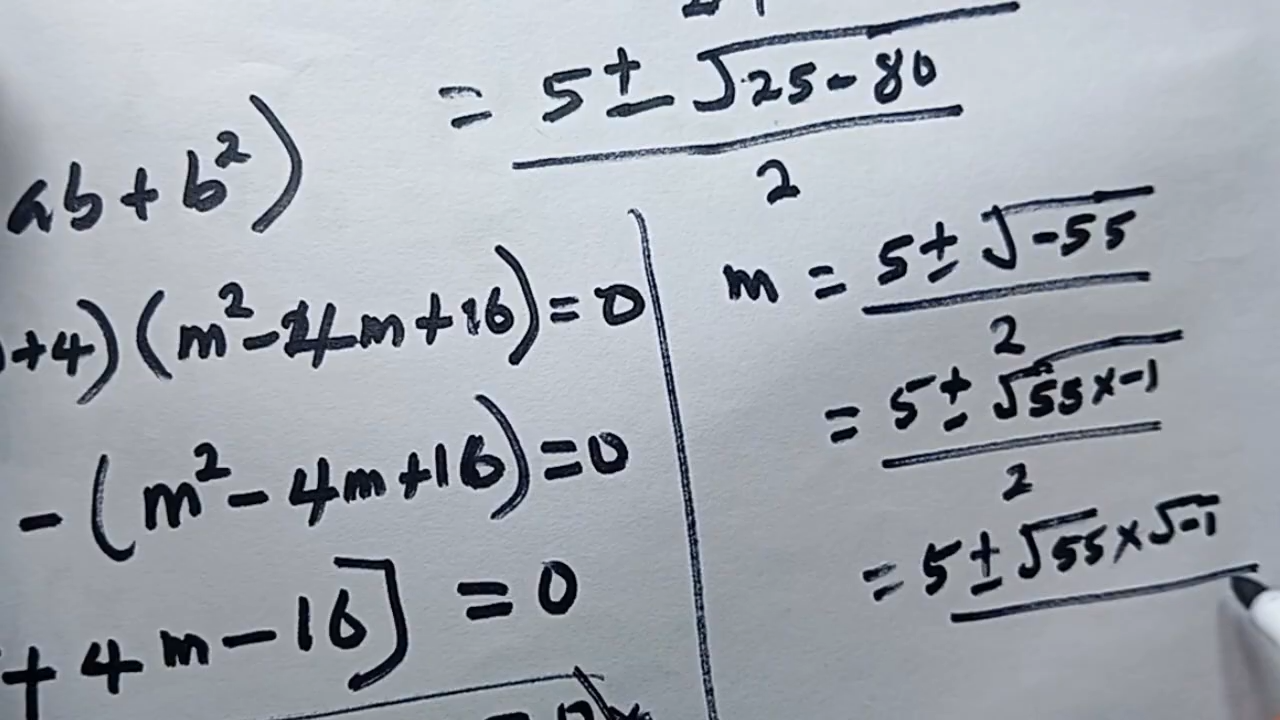 ab + b²)
+4) (m² - 4m + 16) = 0
- (m² - 4m + 16) = 0
+ 4m - 16] = 0
= 5 ± √25 - 80
2
m = 5 ± √-55
2
= 5 ± √55 × -1
2
= 5 ± √55 × √-1